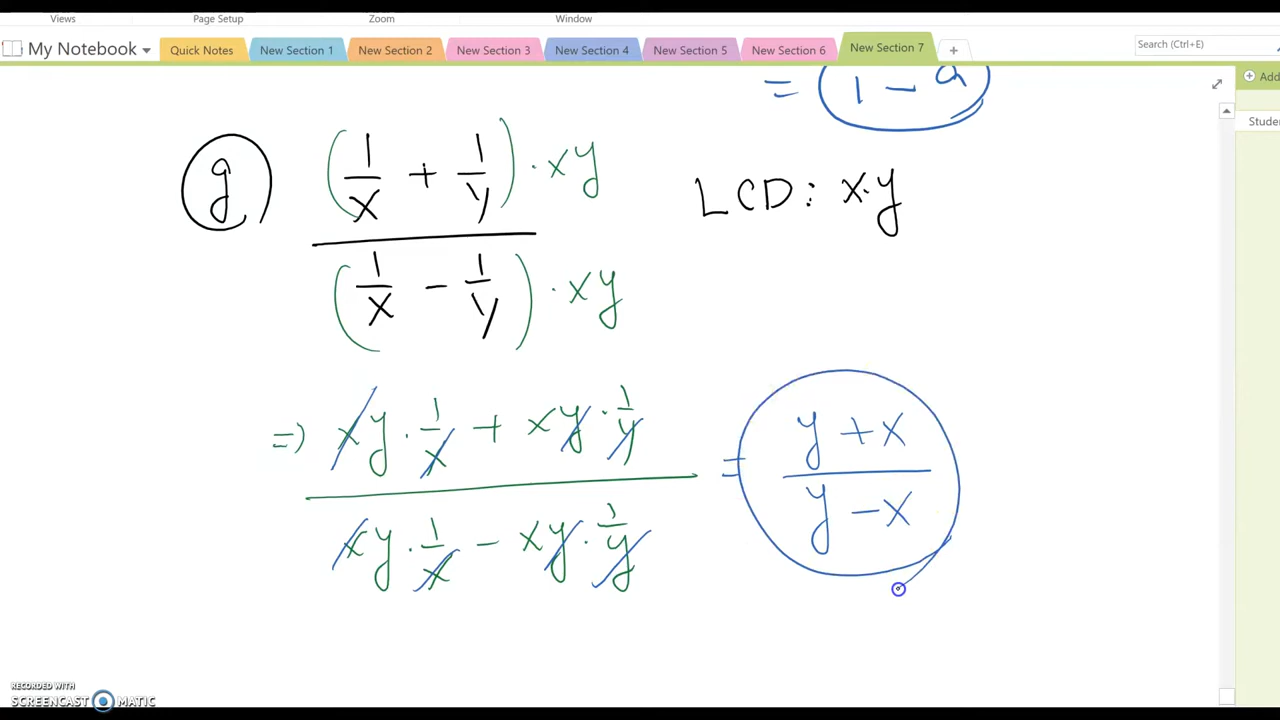 Views Page Setup Zoom Window
My Notebook Quick Notes New Section 1 New Section 2 New Section 3 New Section 4 New Section 5 New Section 6 New Section 7 + Search (Ctrl+E)
Add
= 1 - a
Studen
g (1/x + 1/y) · xy LCD: x·y
(1/x - 1/y) · xy
=) xy · 1/x + xy · 1/y = y + x
xy · 1/x - xy · 1/y y - x
RECORDED WITH
SCREENCAST MATIC